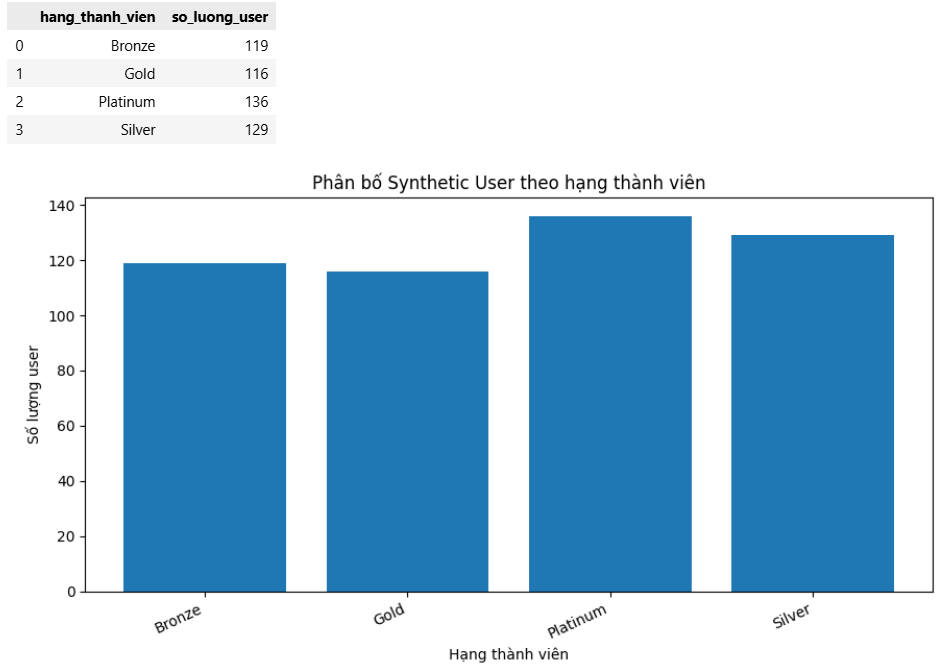 hang_thanh_vien so_luong_user
0 Bronze 119
1 Gold 116
2 Platinum 136
3 Silver 129
Phân bố Synthetic User theo hạng thành viên
140
120
100
80
60
40
20
0
Số lượng user
Bronze Gold Platinum Silver
Hạng thành viên